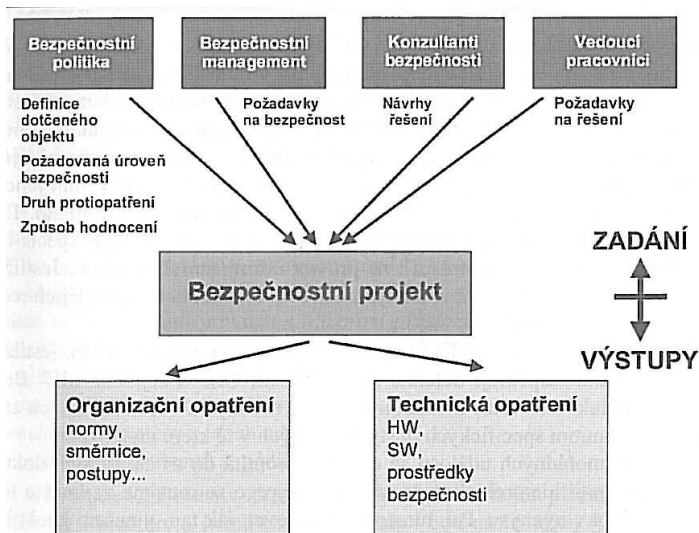 Bezpečnostní
politika
Bezpečnostní
management
Konzultanti
bezpečnosti
Vedoucí
pracovníci
Definice
dotčeného
objektu
Požadovaná úroveň
bezpečnosti
Druh protiopatření
Způsob hodnocení
Požadavky
na bezpečnost
Návrhy
řešení
Požadavky
na řešení
ZADÁNÍ
Bezpečnostní projekt
VÝSTUPY
Organizační opatření
normy,
směrnice,
postupy...
Technická opatření
HW,
SW,
prostředky
bezpečnosti